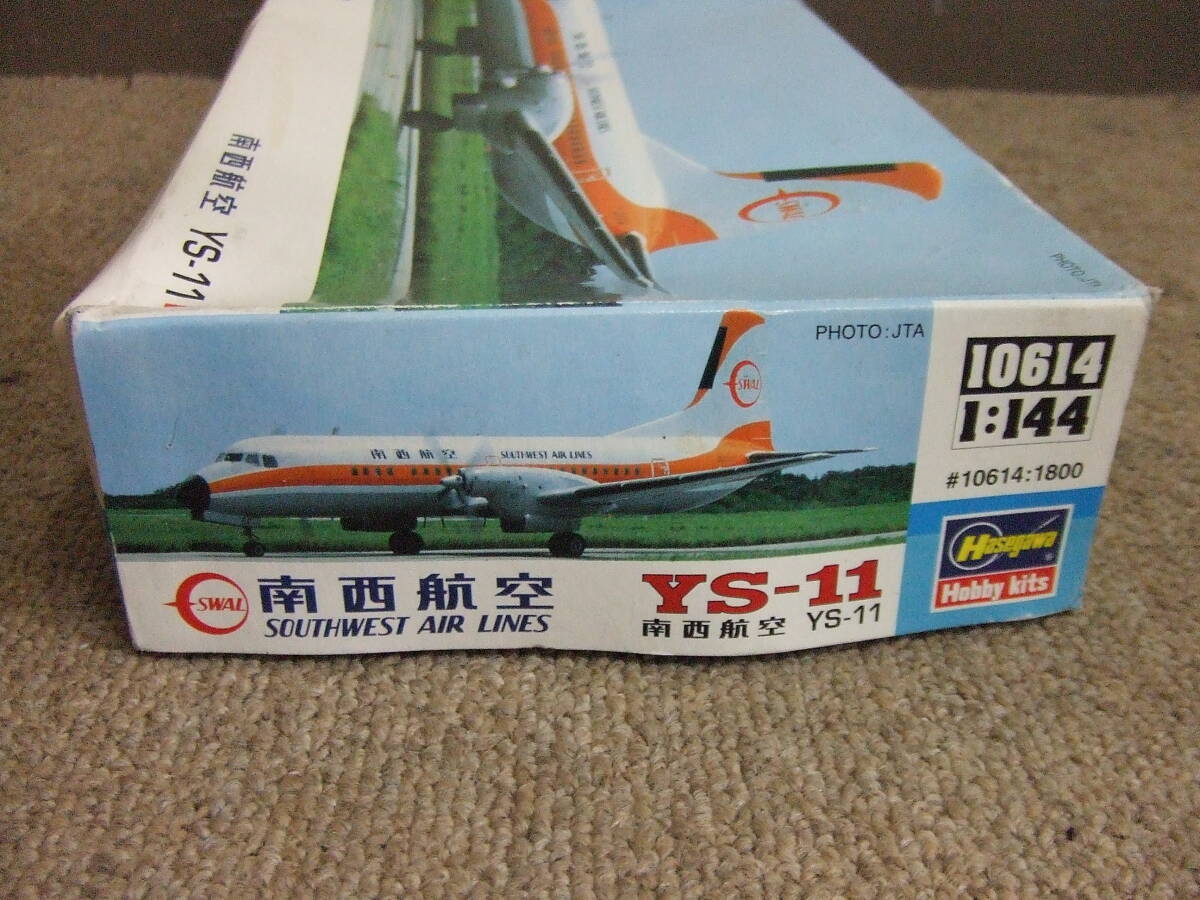 南西航空 YS-11
SWAL
PHOTO:JTA
PHOTO:JTA
10614
1:144
#10614:1800
SWAL
南西航空 SOUTHWEST AIR LINES
Hasegawa
Hobby kits
SWAL
南西航空
SOUTHWEST AIR LINES
YS-11
南西航空 YS-11